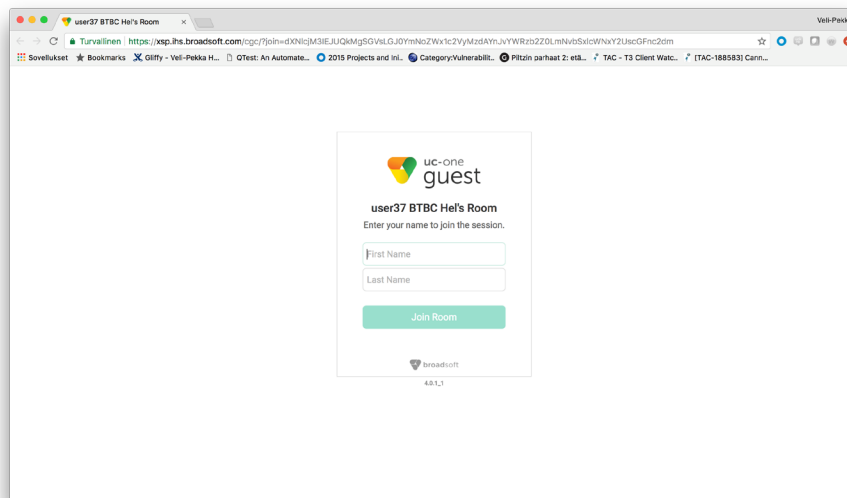 user37 BTBC Hel's Room
Veli-Pekk
Turvallinen | https://xsp.ihs.broadsoft.com/cgc/?join=
Sovellukset Bookmarks Gliffy - Veli-Pekka H... QTest: An Automate... 2015 Projects and Ini.. Category:Vulnerabilit.. Piltzin parhaat 2: etä... TAC - T3 Client Watc.. [TAC-188583] Cann...
uc-one
guest
user37 BTBC Hel's Room
Enter your name to join the session.
First Name
Last Name
Join Room
broadsoft
4.0.1_1